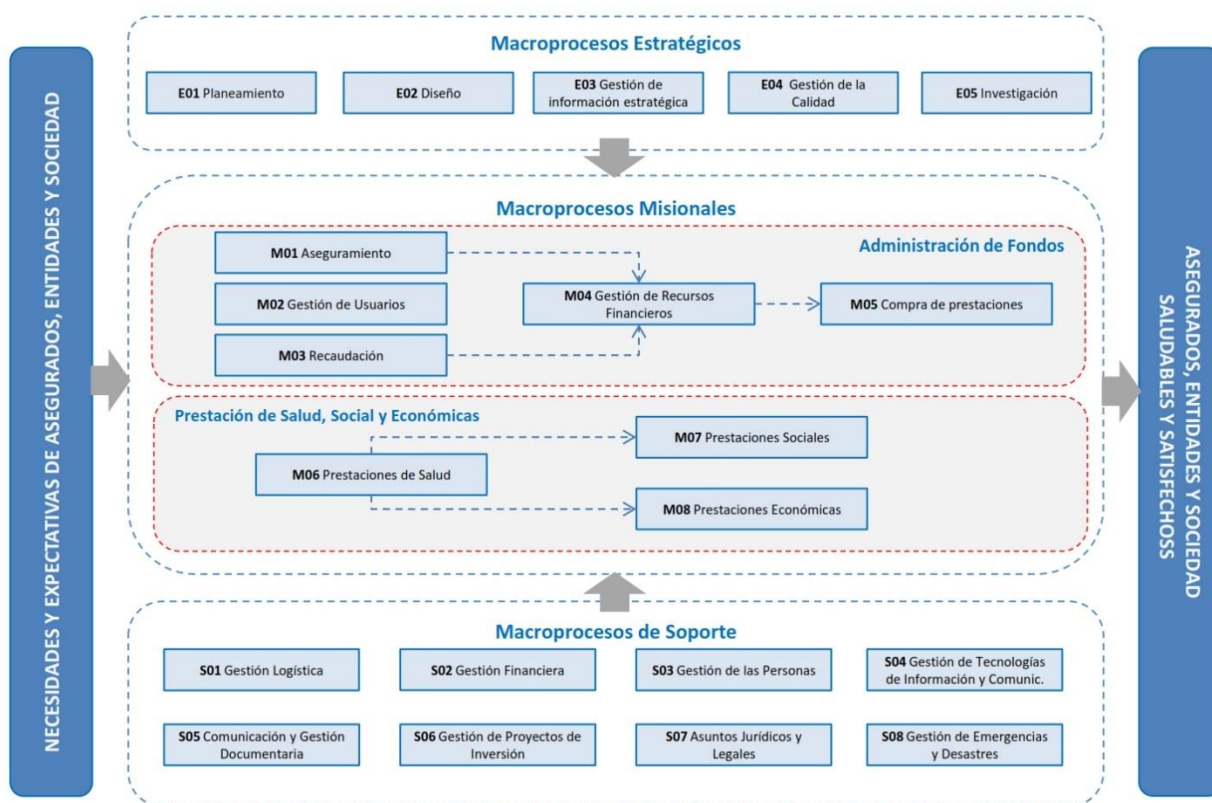 NECESIDADES Y EXPECTATIVAS DE ASEGURADOS, ENTIDADES Y SOCIEDAD
Macroprocesos Estratégicos
E01 Planeamiento
E02 Diseño
E03 Gestión de
información estratégica
E04 Gestión de la
Calidad
E05 Investigación
Macroprocesos Misionales
Administración de Fondos
M01 Aseguramiento
M02 Gestión de Usuarios
M03 Recaudación
M04 Gestión de Recursos
Financieros
M05 Compra de prestaciones
Prestación de Salud, Social y Económicas
M06 Prestaciones de Salud
M07 Prestaciones Sociales
M08 Prestaciones Económicas
Macroprocesos de Soporte
S01 Gestión Logística
S02 Gestión Financiera
S03 Gestión de las Personas
S04 Gestión de Tecnologías
de Información y Comunic.
S05 Comunicación y Gestión
Documentaria
S06 Gestión de Proyectos de
Inversión
S07 Asuntos Jurídicos y
Legales
S08 Gestión de Emergencias
y Desastres
ASEGURADOS, ENTIDADES Y SOCIEDAD
SALUDABLES Y SATISFECHOSS